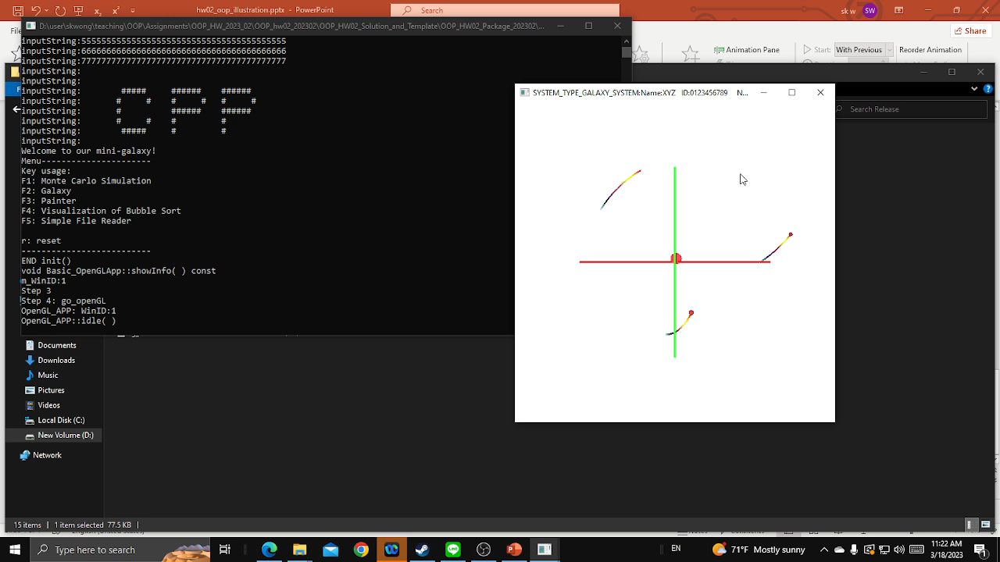 hw02_oop_illustration.pptx - PowerPoint
Search
sk w
SW
Share
Animation Pane
Start:
With Previous
Reorder Animation
D:\users\skwong\teaching\OOP\Assignments\OOP_HW_2023_02\OOP_HW02_202302\OOP_HW02_Solution_and_Template\OOP_HW02_Package_202302\...
inputString:55555555555555555555555555555555555555555
inputString:66666666666666666666666666666666666666666
inputString:77777777777777777777777777777777777777777
inputString:
inputString:
inputString:        #####     ######    ######
inputString:       #     #    #     #   #     #
inputString:       #     #    ######    ######
inputString:       #     #    #         #
inputString:        #####     #         #
inputString:
Welcome to our mini-galaxy!
Menu----------------------
Key usage:
F1: Monte Carlo Simulation
F2: Galaxy
F3: Painter
F4: Visualization of Bubble Sort
F5: Simple File Reader
r: reset
--------------------------
END init()
void Basic_OpenGLApp::showInfo( ) const
m_WinID:1
Step 3
Step 4: go_openGL
OpenGL_APP: WinID:1
OpenGL_APP::idle( )
SYSTEM_TYPE_GALAXY_SYSTEM:Name:XYZ ID:0123456789 N...
Search Release
Documents
Downloads
Music
Pictures
Videos
Local Disk (C:)
New Volume (D:)
Network
15 items
1 item selected 77.5 KB
Type here to search
71°F Mostly sunny
EN
11:22 AM
3/18/2023